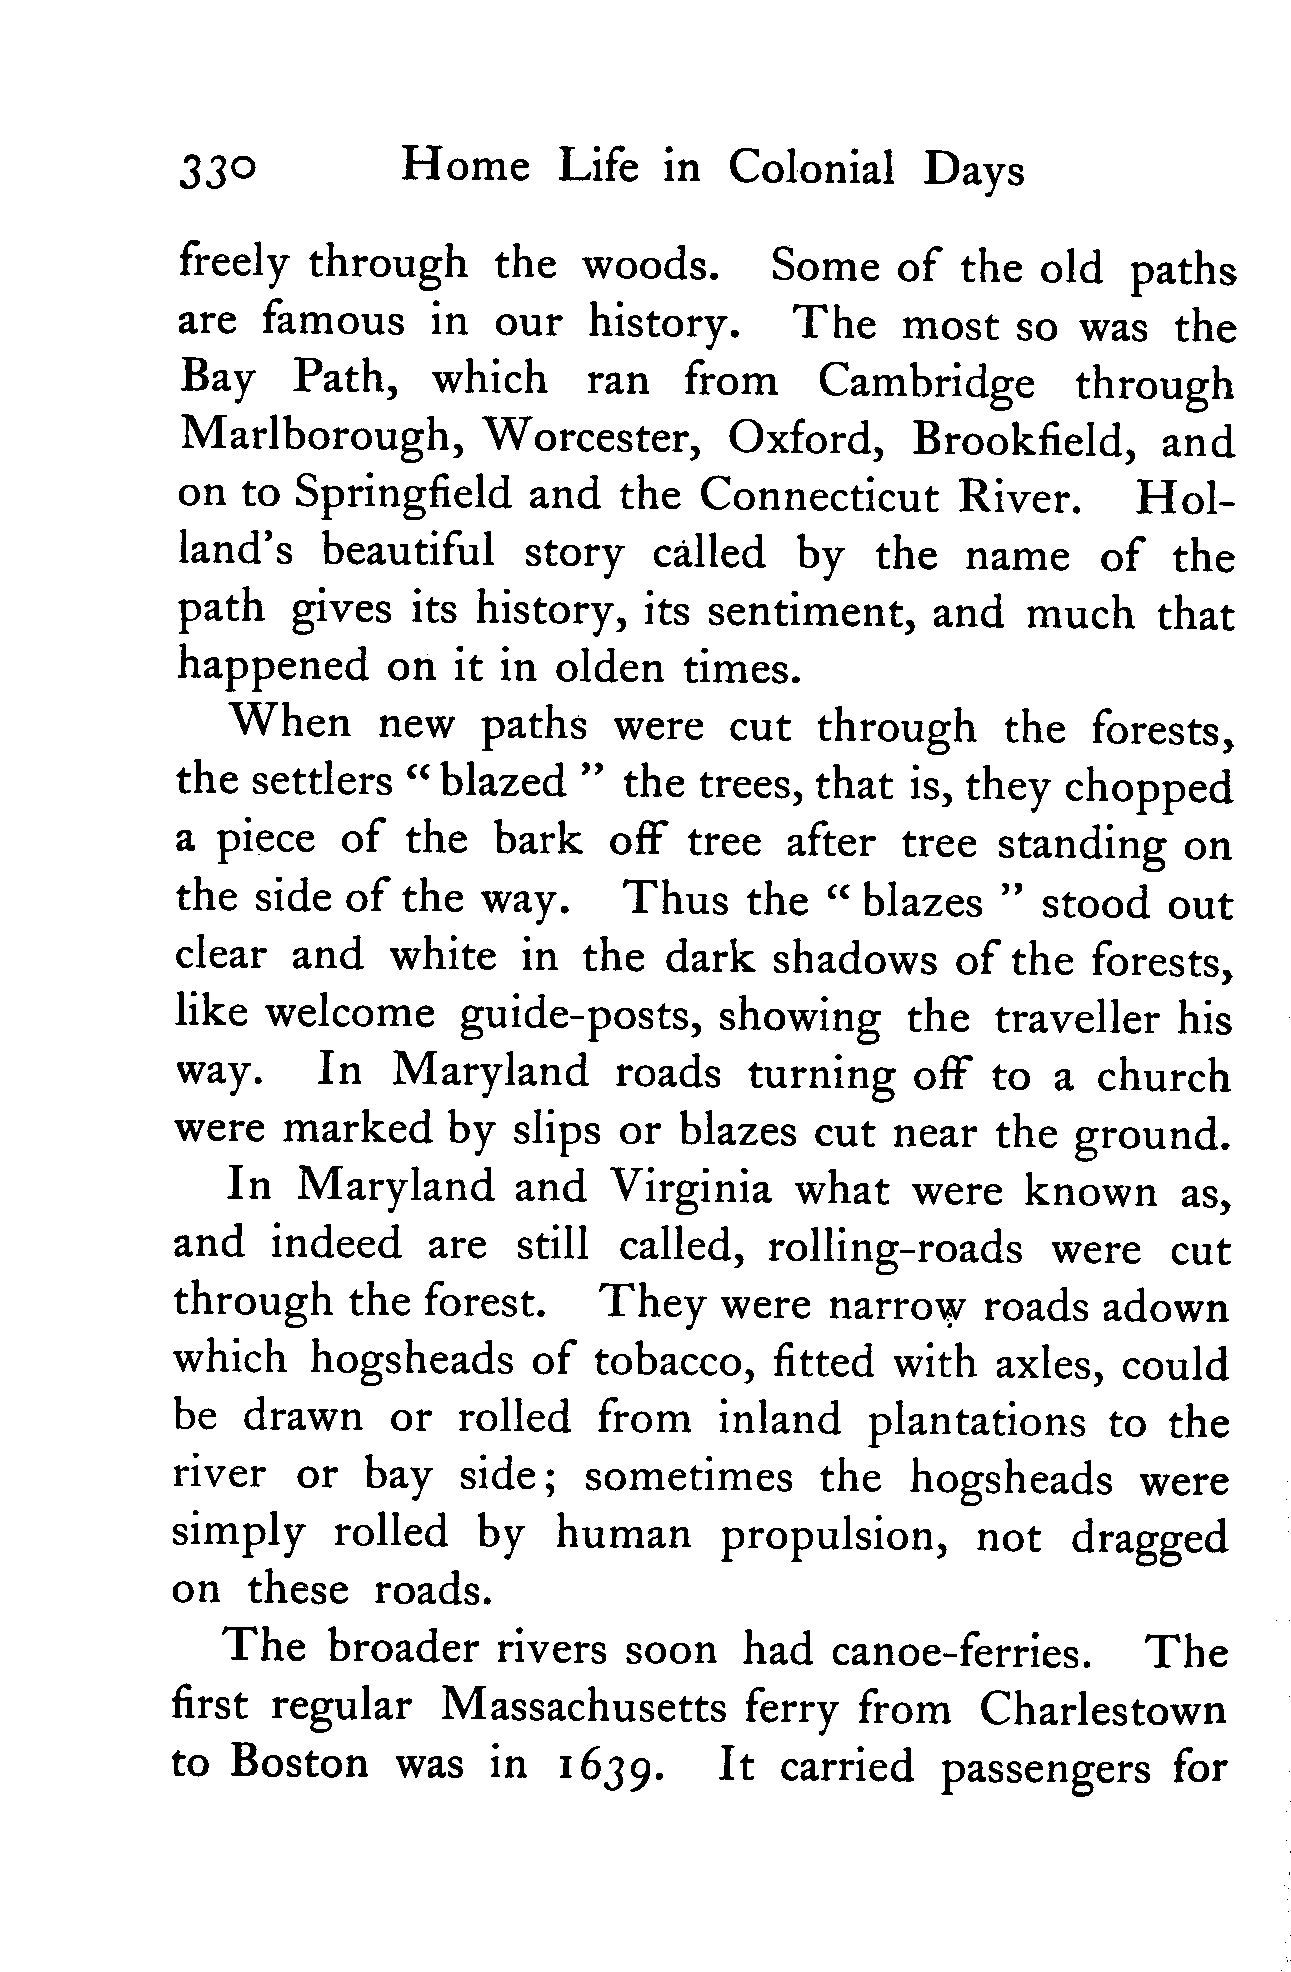 330 Home Life in Colonial Days
freely through the woods. Some of the old paths
are famous in our history. The most so was the
Bay Path, which ran from Cambridge through
Marlborough, Worcester, Oxford, Brookfield, and
on to Springfield and the Connecticut River. Hol-
land's beautiful story called by the name of the
path gives its history, its sentiment, and much that
happened on it in olden times.
When new paths were cut through the forests,
the settlers “ blazed ” the trees, that is, they chopped
a piece of the bark off tree after tree standing on
the side of the way. Thus the “ blazes ” stood out
clear and white in the dark shadows of the forests,
like welcome guide-posts, showing the traveller his
way. In Maryland roads turning off to a church
were marked by slips or blazes cut near the ground.
In Maryland and Virginia what were known as,
and indeed are still called, rolling-roads were cut
through the forest. They were narrow roads adown
which hogsheads of tobacco, fitted with axles, could
be drawn or rolled from inland plantations to the
river or bay side; sometimes the hogsheads were
simply rolled by human propulsion, not dragged
on these roads.
The broader rivers soon had canoe-ferries. The
first regular Massachusetts ferry from Charlestown
to Boston was in 1639. It carried passengers for